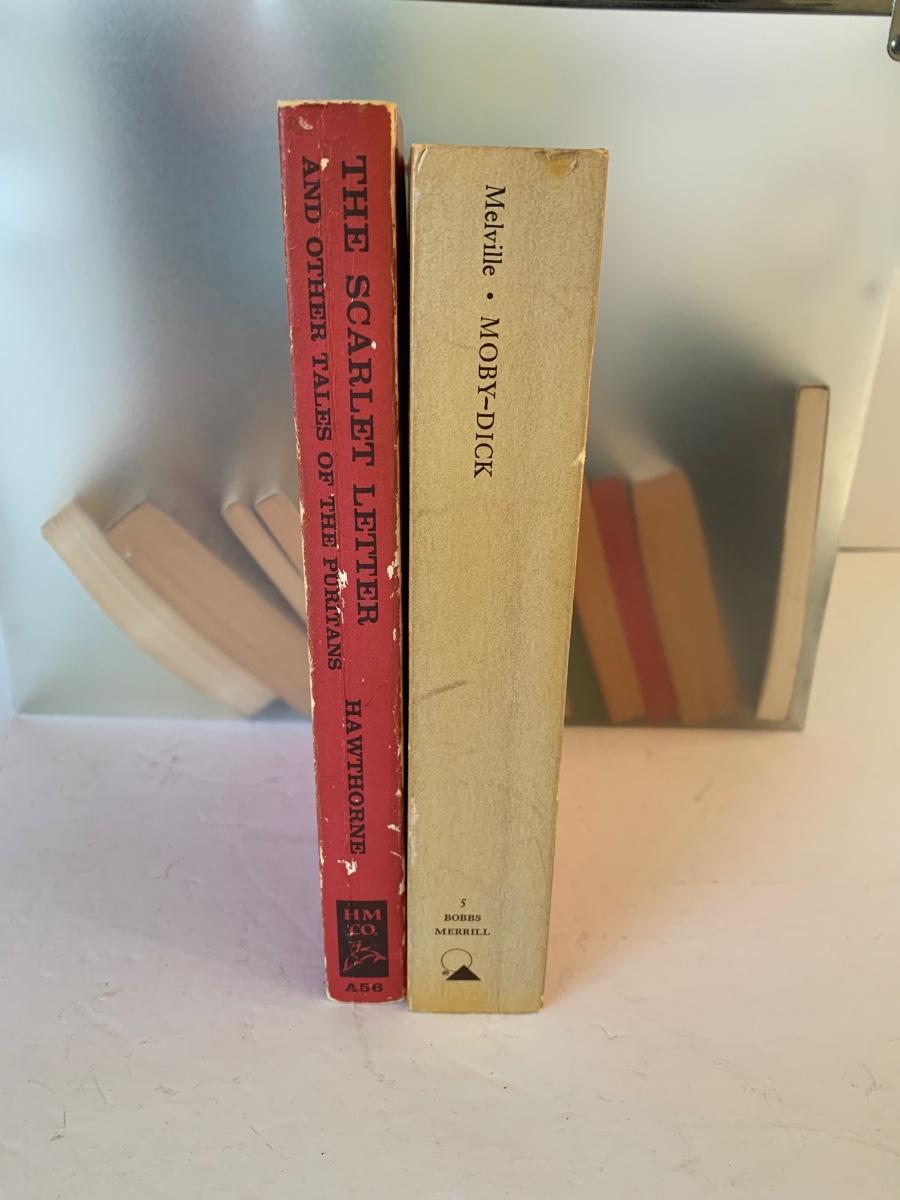 THE SCARLET LETTER
AND OTHER TALES OF THE PURITANS
HAWTHORNE
HM
CO.
A56
Melville • MOBY-DICK
5
BOBBS
MERRILL